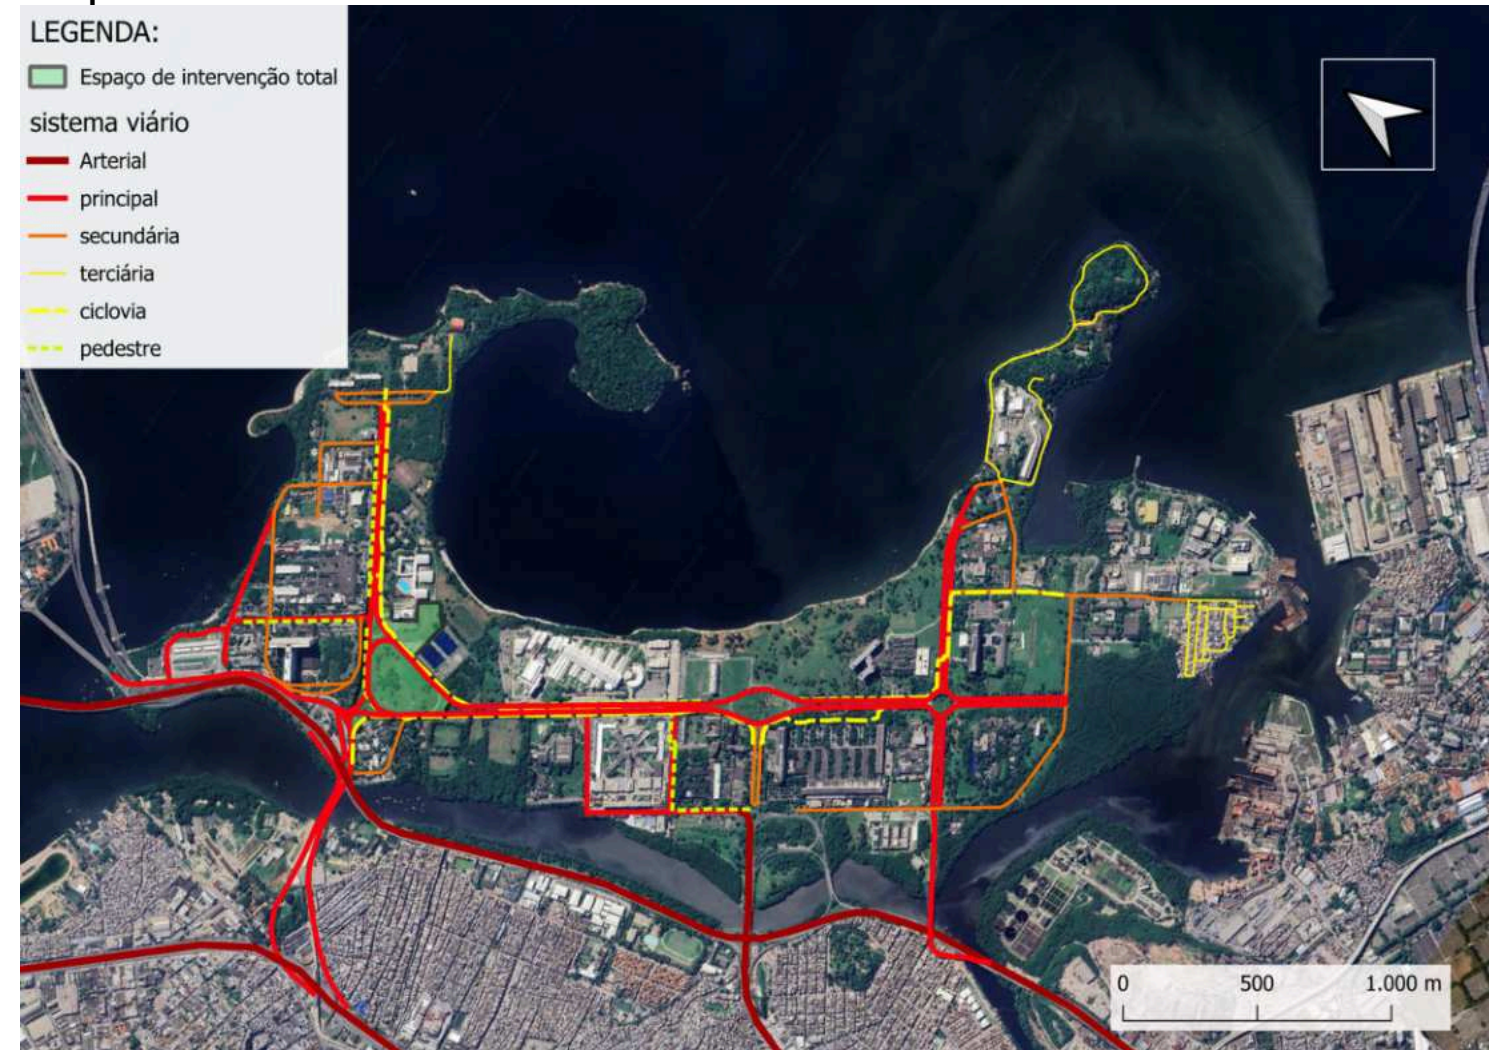 LEGENDA:
Espaço de intervenção total
sistema viário
Arterial
principal
secundária
terciária
ciclovia
pedestre
0 500 1.000 m